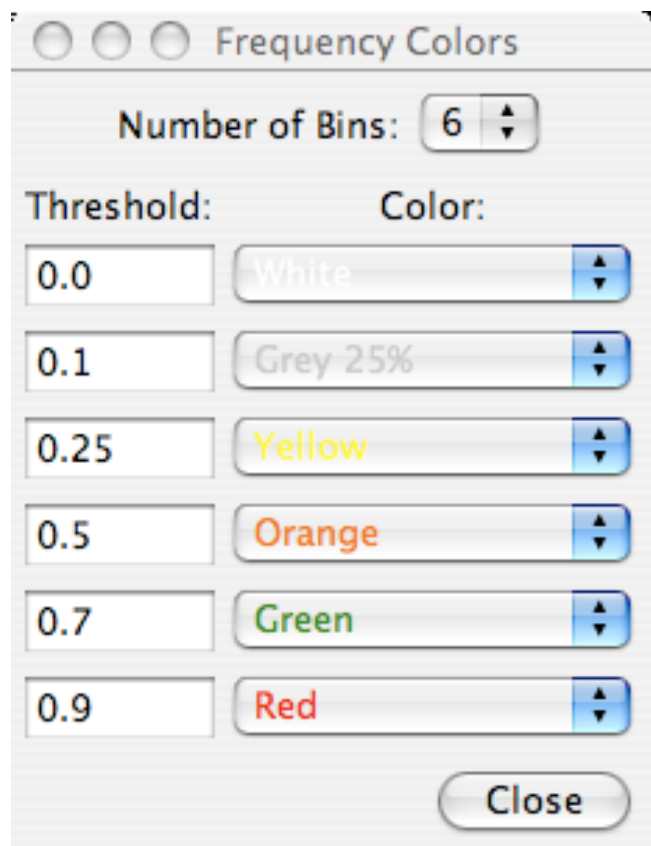 Frequency Colors
Number of Bins: 6
Threshold: Color:
0.0 White
0.1 Grey 25%
0.25 Yellow
0.5 Orange
0.7 Green
0.9 Red
Close